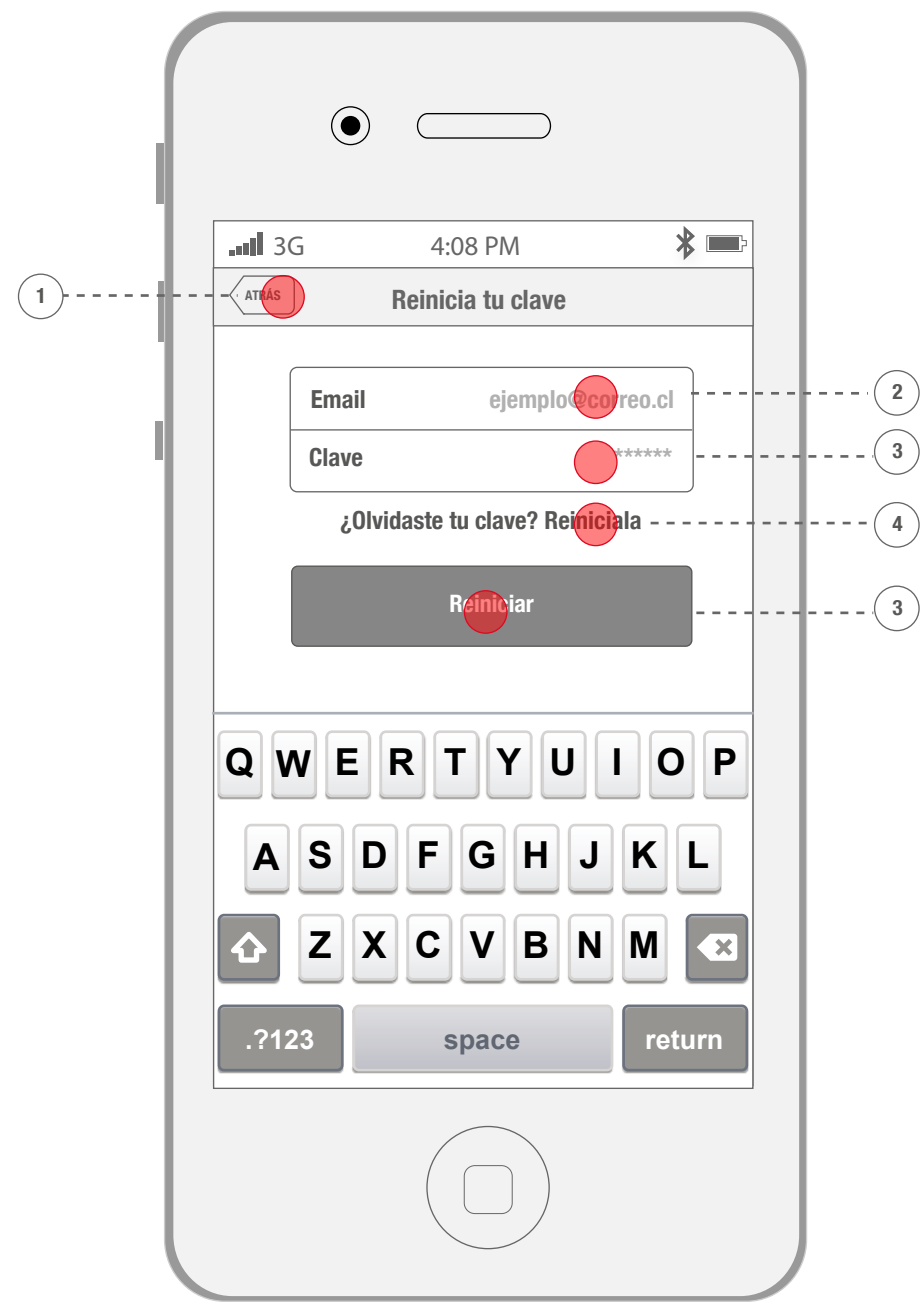 3G 4:08 PM
1 ATRÁS Reinicia tu clave
Email ejemplo@correo.cl 2
Clave ****** 3
¿Olvidaste tu clave? Reiniciala 4
Reiniciar 3
Q W E R T Y U I O P
A S D F G H J K L
Z X C V B N M
.?123 space return